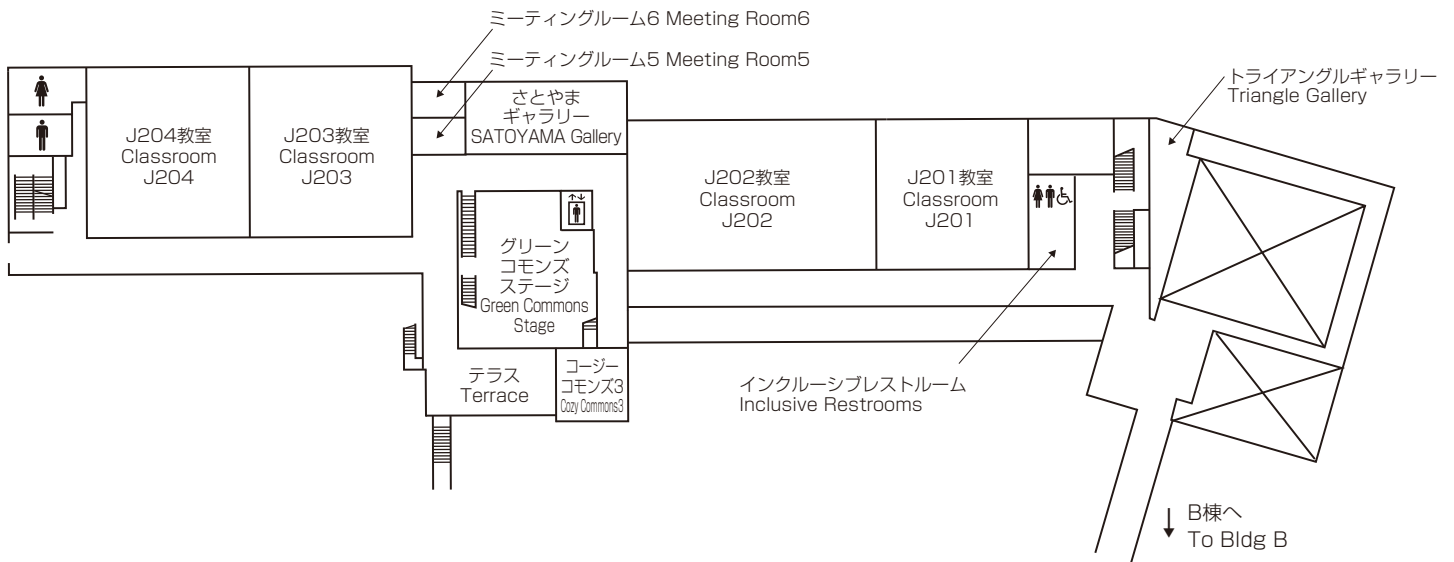 ミーティングルーム6 Meeting Room6
ミーティングルーム5 Meeting Room5
トライアングルギャラリー
Triangle Gallery
J204教室
Classroom
J204
J203教室
Classroom
J203
さとやま
ギャラリー
SATOYAMA Gallery
J202教室
Classroom
J202
J201教室
Classroom
J201
グリーン
コモンズ
ステージ
Green Commons
Stage
テラス
Terrace
コージー
コモンズ3
Cozy Commons3
インクルーシブレストルーム
Inclusive Restrooms
B棟へ
To Bldg B